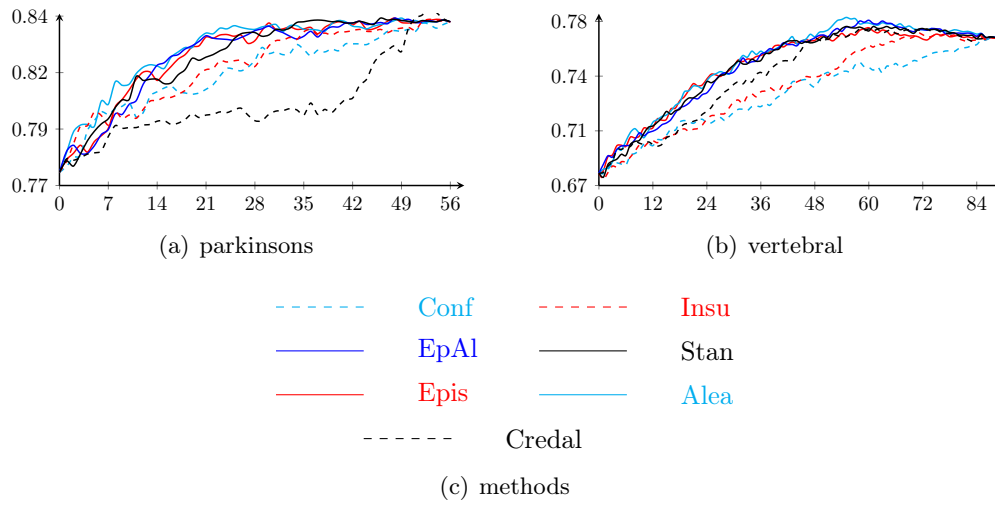 0.84
0.82
0.79
0.77
0 7 14 21 28 35 42 49 56
(a) parkinsons
0.78
0.74
0.71
0.67
0 12 24 36 48 60 72 84
(b) vertebral
Conf Insu
EpAl Stan
Epis Alea
Credal
(c) methods